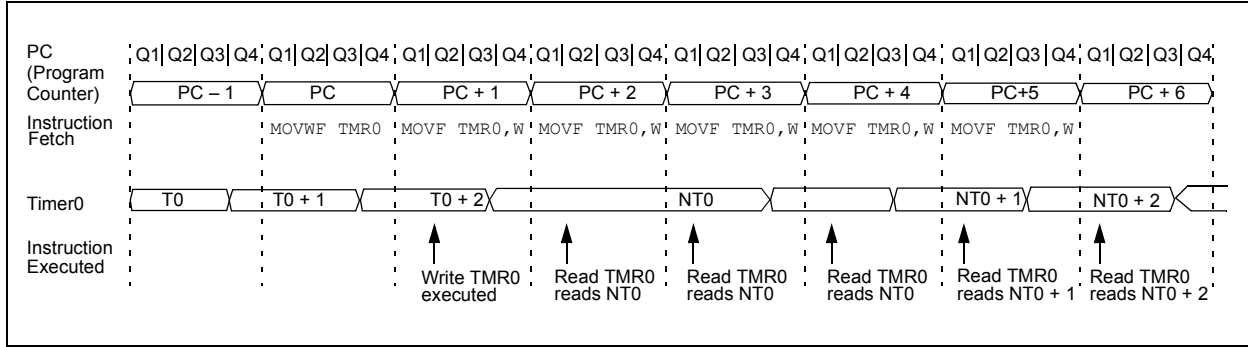 PC
(Program
Counter)
Q1 Q2 Q3 Q4 Q1 Q2 Q3 Q4 Q1 Q2 Q3 Q4 Q1 Q2 Q3 Q4 Q1 Q2 Q3 Q4 Q1 Q2 Q3 Q4 Q1 Q2 Q3 Q4 Q1 Q2 Q3 Q4
PC – 1 PC PC + 1 PC + 2 PC + 3 PC + 4 PC+5 PC + 6
Instruction
Fetch
MOVWF TMR0 MOVF TMR0,W MOVF TMR0,W MOVF TMR0,W MOVF TMR0,W MOVF TMR0,W
Timer0
T0 T0 + 1 T0 + 2 NT0 NT0 + 1 NT0 + 2
Instruction
Executed
Write TMR0
executed
Read TMR0
reads NT0
Read TMR0
reads NT0
Read TMR0
reads NT0
Read TMR0
reads NT0 + 1
Read TMR0
reads NT0 + 2